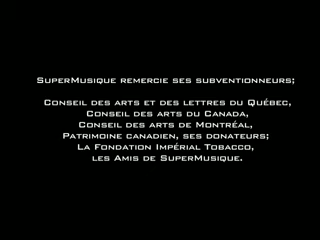 SuperMusique remercie ses subventionneurs;
Conseil des arts et des lettres du Québec,
Conseil des arts du Canada,
Conseil des arts de Montréal,
Patrimoine canadien, ses donateurs;
La Fondation Impérial Tobacco,
les Amis de SuperMusique.